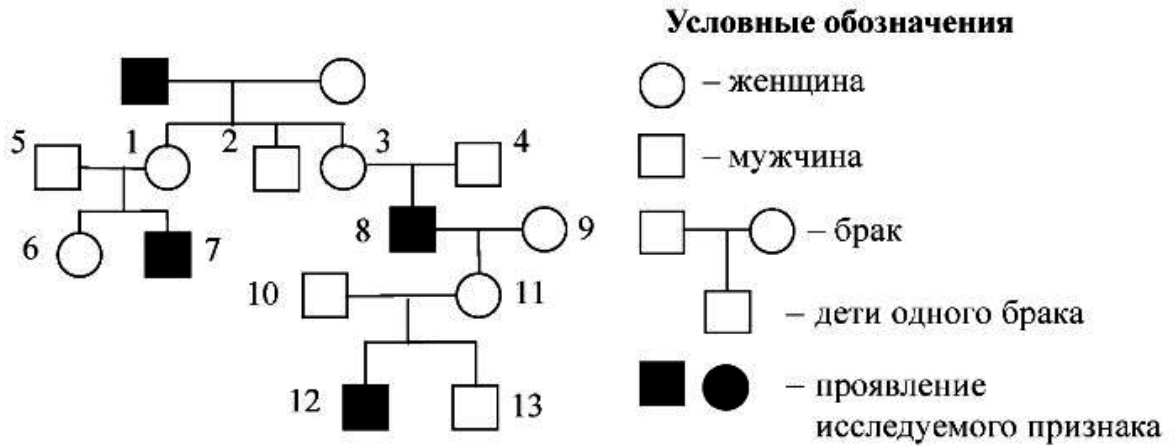 Условные обозначения
– женщина
– мужчина
– брак
– дети одного брака
– проявление
исследуемого признака
5 1 2 3 4
6 7 8 9
10 11
12 13